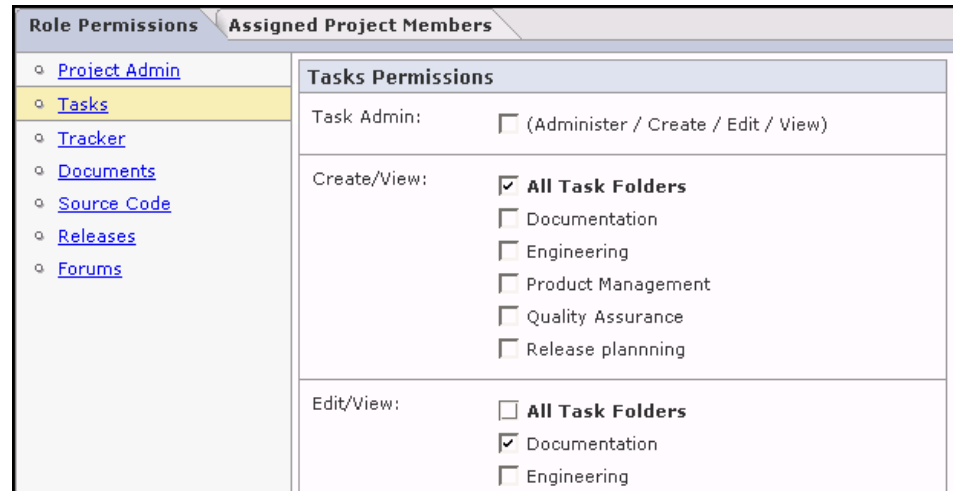 Role Permissions Assigned Project Members
Project Admin
Tasks
Tracker
Documents
Source Code
Releases
Forums
Tasks Permissions
Task Admin: (Administer / Create / Edit / View)
Create/View: All Task Folders
Documentation
Engineering
Product Management
Quality Assurance
Release plannning
Edit/View: All Task Folders
Documentation
Engineering